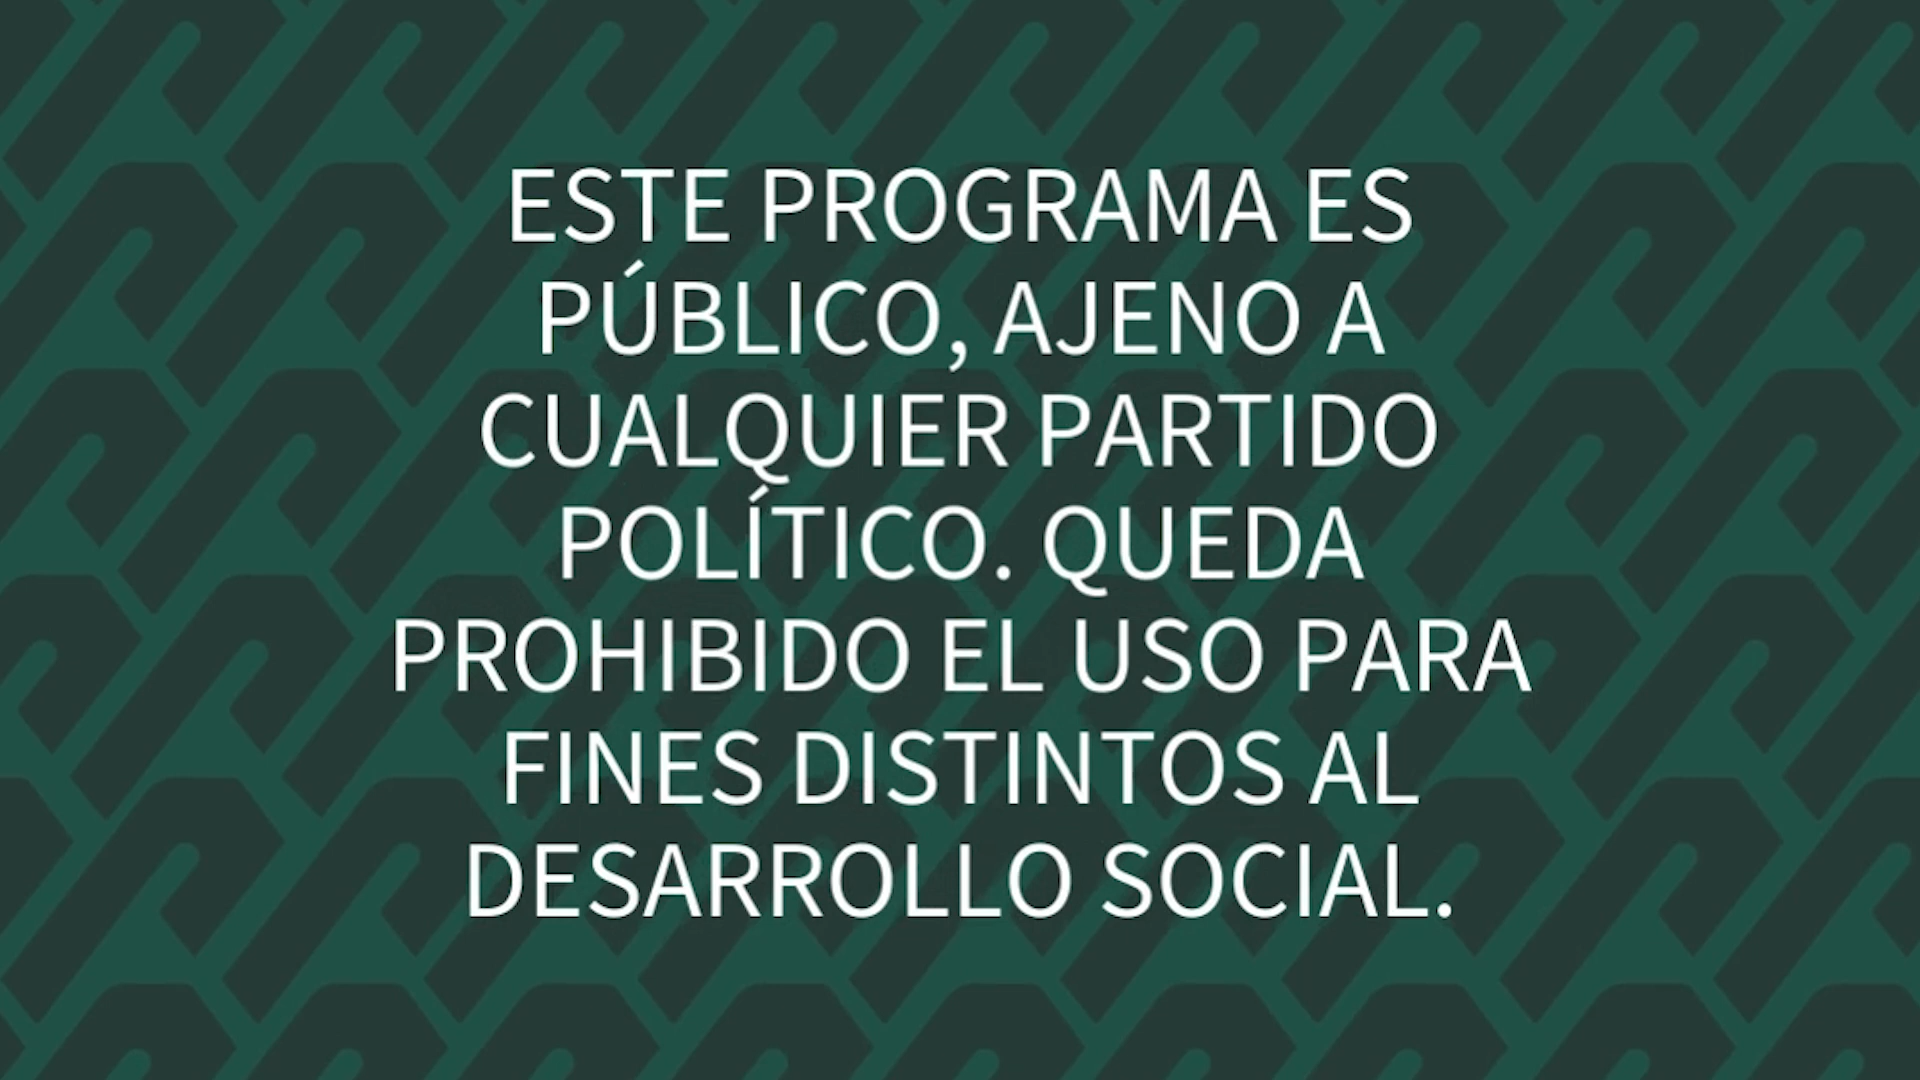 ESTE PROGRAMA ES
PÚBLICO, AJENO A
CUALQUIER PARTIDO
POLÍTICO. QUEDA
PROHIBIDO EL USO PARA
FINES DISTINTOS AL
DESARROLLO SOCIAL.